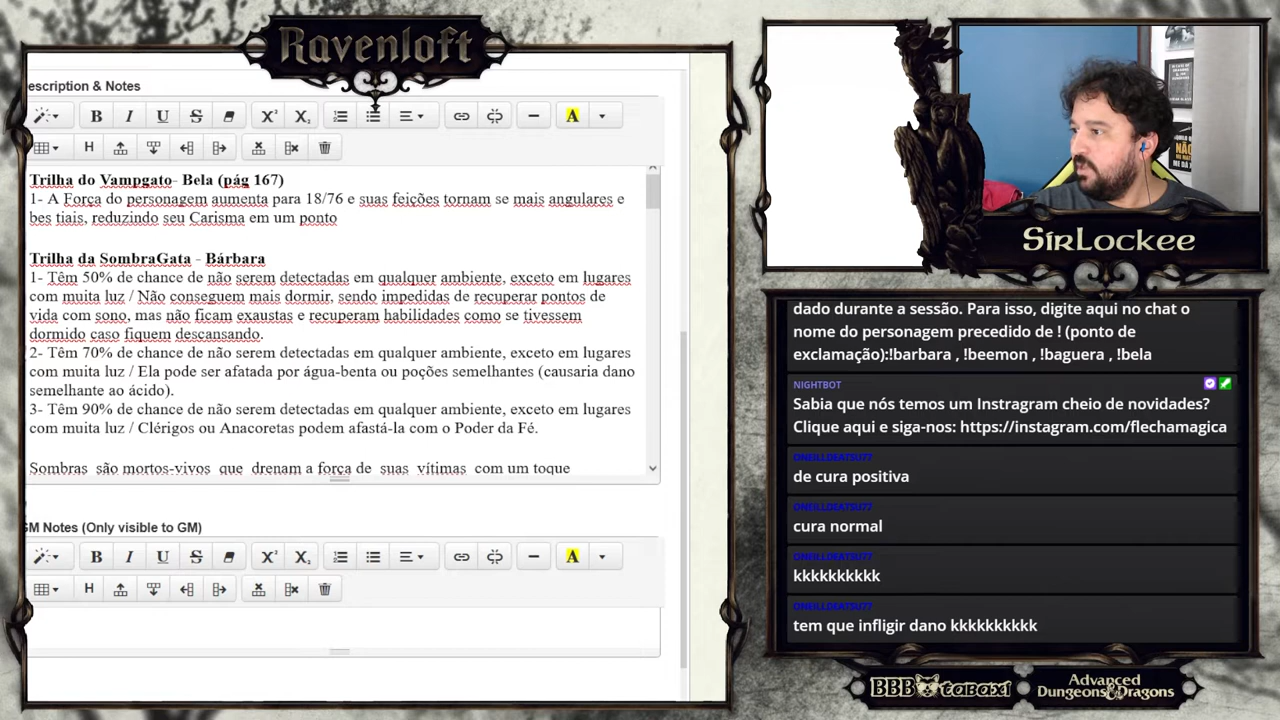 Ravenloft
escription & Notes
Trilha do Vampgato- Bela (pág 167)
1- A Força do personagem aumenta para 18/76 e suas feições tornam se mais angulares e
bes tiais, reduzindo seu Carisma em um ponto
Trilha da SombraGata - Bárbara
1- Têm 50% de chance de não serem detectadas em qualquer ambiente, exceto em lugares
com muita luz / Não conseguem mais dormir, sendo impedidas de recuperar pontos de
vida com sono, mas não ficam exaustas e recuperam habilidades como se tivessem
dormido caso fiquem descansando.
2- Têm 70% de chance de não serem detectadas em qualquer ambiente, exceto em lugares
com muita luz / Ela pode ser afatada por água-benta ou poções semelhantes (causaria dano
semelhante ao ácido).
3- Têm 90% de chance de não serem detectadas em qualquer ambiente, exceto em lugares
com muita luz / Clérigos ou Anacoretas podem afastá-la com o Poder da Fé.
Sombras são mortos-vivos que drenam a força de suas vítimas com um toque
GM Notes (Only visible to GM)
SirLockee
dado durante a sessão. Para isso, digite aqui no chat o
nome do personagem precedido de ! (ponto de
exclamação):!barbara , !beemon , !baguera , !bela
NIGHTBOT
Sabia que nós temos um Instragram cheio de novidades?
Clique aqui e siga-nos: https://instagram.com/flechamagica
ONEILLDEATSU77
de cura positiva
ONEILLDEATSU77
cura normal
ONEILLDEATSU77
kkkkkkkkkk
ONEILLDEATSU77
tem que infligir dano kkkkkkkkkk
BBB tabaxi
Advanced
Dungeons & Dragons